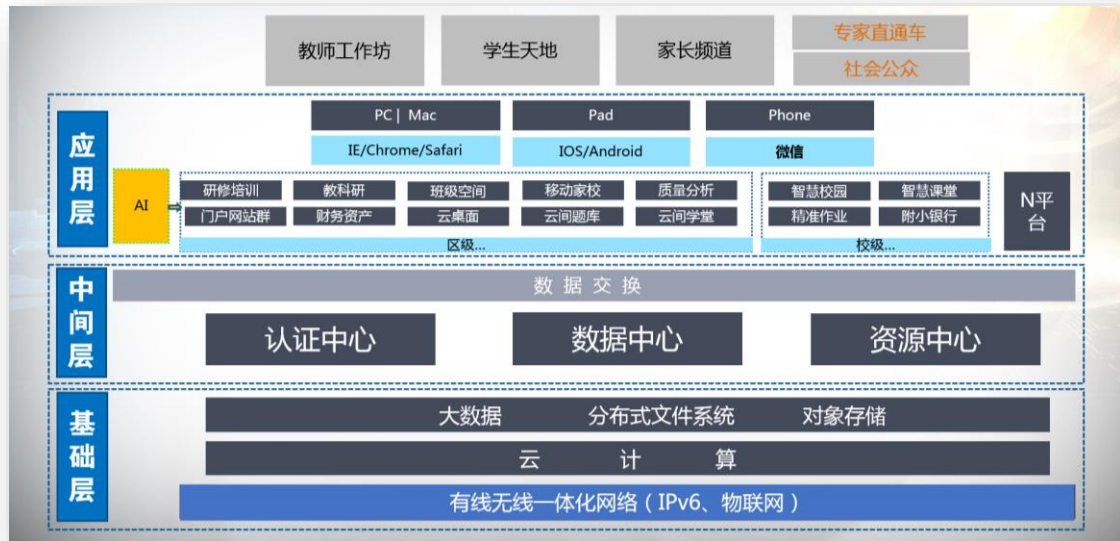 教师工作坊
学生天地
家长频道
专家直通车
社会公众
应用层
PC | Mac
Pad
Phone
IE/Chrome/Safari
IOS/Android
微信
AI
研修培训
教科研
班级空间
移动家校
质量分析
智慧校园
智慧课堂
门户网站群
财务资产
云桌面
云间题库
云间学堂
精准作业
附小银行
区级...
校级...
N平
台
中间层
数据交换
认证中心
数据中心
资源中心
基础层
大数据 分布式文件系统 对象存储
云 计 算
有线无线一体化网络（IPv6、物联网）